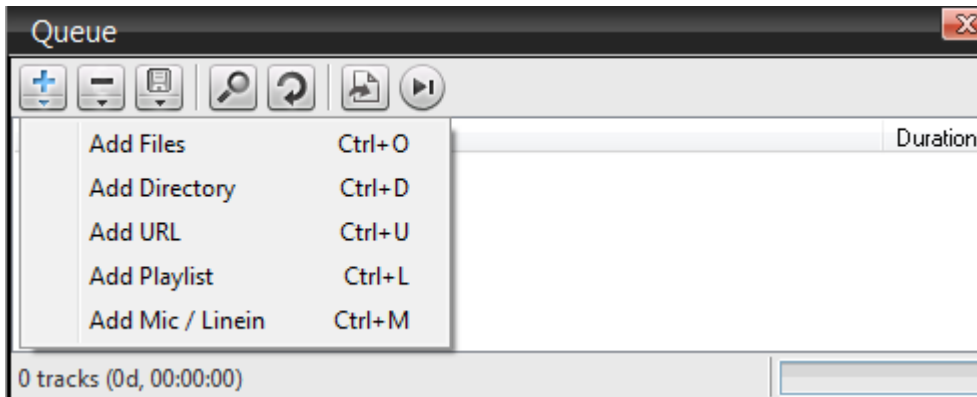 Queue
Duration
Add Files Ctrl+O
Add Directory Ctrl+D
Add URL Ctrl+U
Add Playlist Ctrl+L
Add Mic / Linein Ctrl+M
0 tracks (0d, 00:00:00)